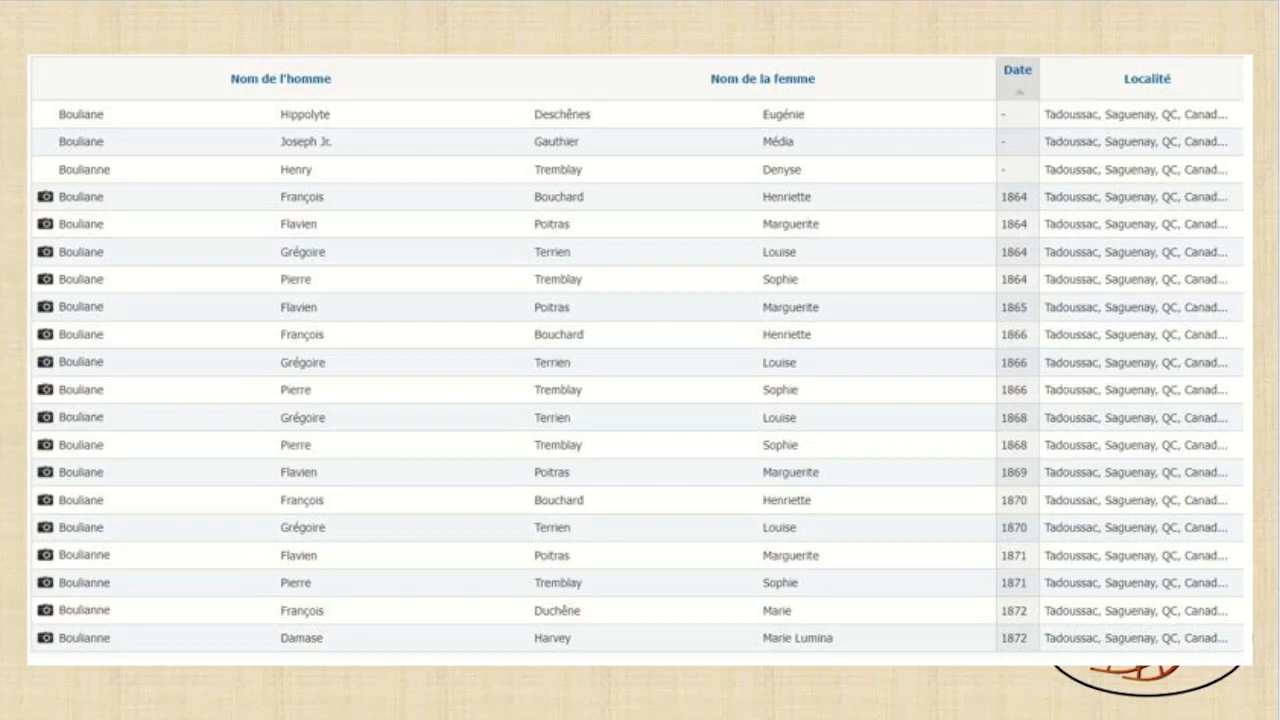 Nom de l'homme Nom de la femme Date Localité
Bouliane Hippolyte Deschênes Eugénie - Tadoussac, Saguenay, QC, Canad...
Bouliane Joseph Jr. Gauthier Média - Tadoussac, Saguenay, QC, Canad...
Boulianne Henry Tremblay Denyse - Tadoussac, Saguenay, QC, Canad...
Bouliane François Bouchard Henriette 1864 Tadoussac, Saguenay, QC, Canad...
Bouliane Flavien Poitras Marguerite 1864 Tadoussac, Saguenay, QC, Canad...
Bouliane Grégoire Terrien Louise 1864 Tadoussac, Saguenay, QC, Canad...
Bouliane Pierre Tremblay Sophie 1864 Tadoussac, Saguenay, QC, Canad...
Bouliane Flavien Poitras Marguerite 1865 Tadoussac, Saguenay, QC, Canad...
Bouliane François Bouchard Henriette 1866 Tadoussac, Saguenay, QC, Canad...
Bouliane Grégoire Terrien Louise 1866 Tadoussac, Saguenay, QC, Canad...
Bouliane Pierre Tremblay Sophie 1866 Tadoussac, Saguenay, QC, Canad...
Bouliane Grégoire Terrien Louise 1868 Tadoussac, Saguenay, QC, Canad...
Bouliane Pierre Tremblay Sophie 1868 Tadoussac, Saguenay, QC, Canad...
Bouliane Flavien Poitras Marguerite 1869 Tadoussac, Saguenay, QC, Canad...
Bouliane François Bouchard Henriette 1870 Tadoussac, Saguenay, QC, Canad...
Bouliane Grégoire Terrien Louise 1870 Tadoussac, Saguenay, QC, Canad...
Boulianne Flavien Poitras Marguerite 1871 Tadoussac, Saguenay, QC, Canad...
Boulianne Pierre Tremblay Sophie 1871 Tadoussac, Saguenay, QC, Canad...
Boulianne François Duchêne Marie 1872 Tadoussac, Saguenay, QC, Canad...
Boulianne Damase Harvey Marie Lumina 1872 Tadoussac, Saguenay, QC, Canad...